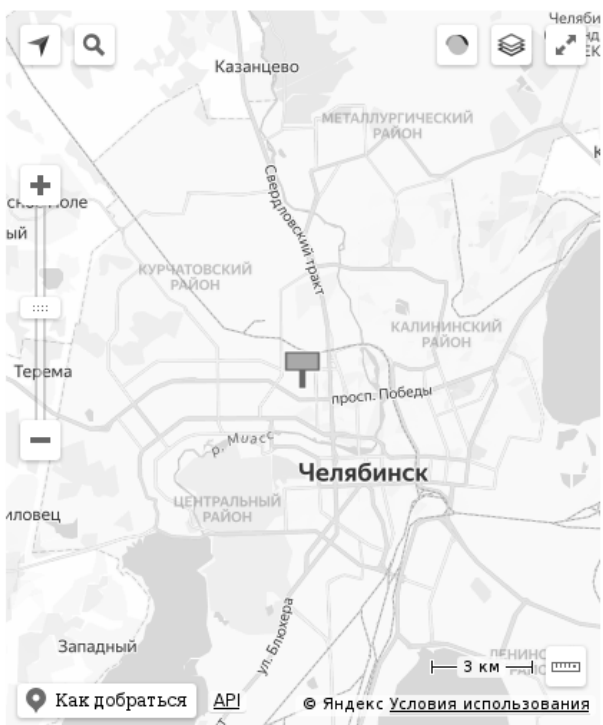 Казанцево
МЕТАЛЛУРГИЧЕСКИЙ
РАЙОН
Свердловский тракт
КУРЧАТОВСКИЙ
РАЙОН
КАЛИНИНСКИЙ
РАЙОН
Терема
просп. Победы
р. Миасс
Челябинск
ЦЕНТРАЛЬНЫЙ
РАЙОН
ул. Блюхера
Западный
3 км
Как добраться API
© Яндекс Условия использования